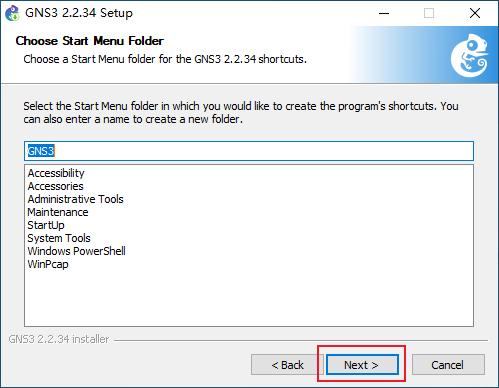 GNS3 2.2.34 Setup
Choose Start Menu Folder
Choose a Start Menu folder for the GNS3 2.2.34 shortcuts.
Select the Start Menu folder in which you would like to create the program's shortcuts. You
can also enter a name to create a new folder.
GNS3
Accessibility
Accessories
Administrative Tools
Maintenance
StartUp
System Tools
Windows PowerShell
WinPcap
GNS3 2.2.34 installer
< Back
Next >
Cancel